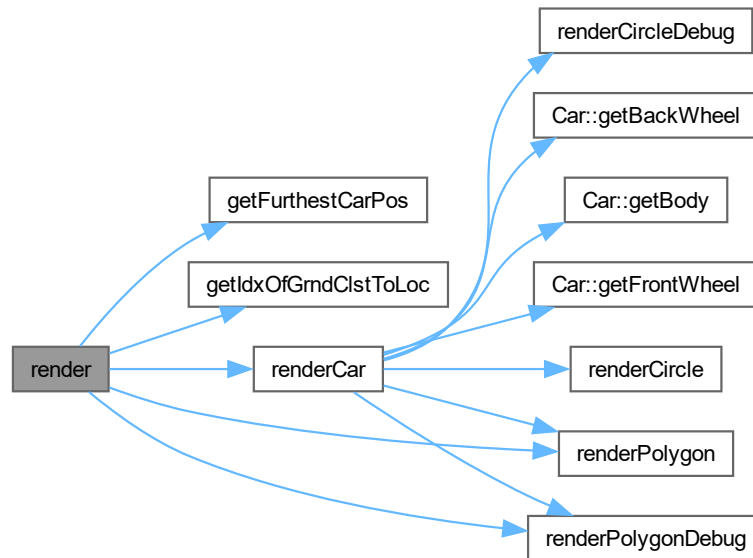 renderCircleDebug
Car::getBackWheel
getFurthestCarPos
Car::getBody
getIdxOfGrndClstToLoc
Car::getFrontWheel
render
renderCar
renderCircle
renderPolygon
renderPolygonDebug